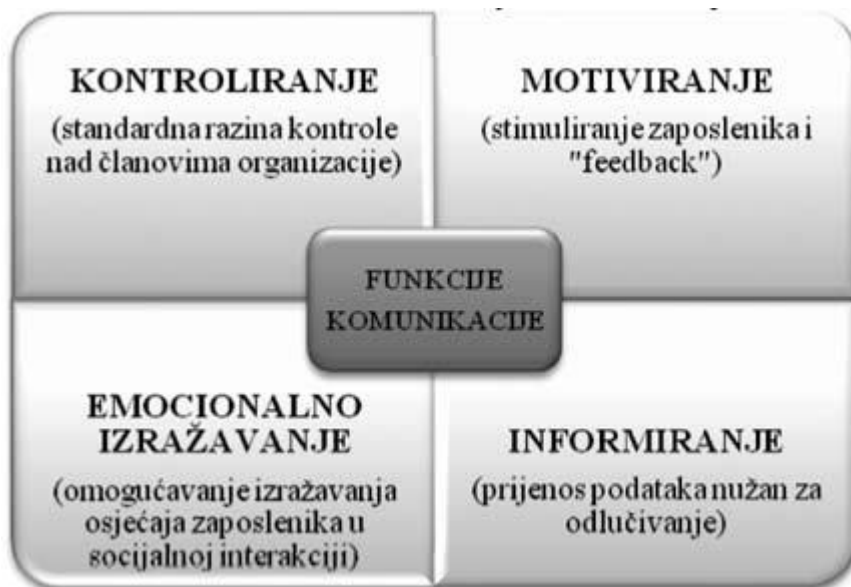 KONTROLIRANJE
(standardna razina kontrole
nad članovima organizacije)
MOTIVIRANJE
(stimuliranje zaposlenika i
"feedback")
FUNKCIJE
KOMUNIKACIJE
EMOCIONALNO
IZRAŽAVANJE
(omogućavanje izražavanja
osjećaja zaposlenika u
socijalnoj interakciji)
INFORMIRANJE
(prijenos podataka nužan za
odlučivanje)